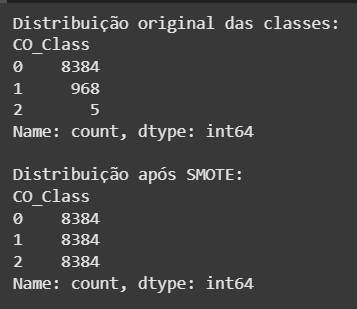 Distribuição original das classes:
CO_Class
0    8384
1     968
2       5
Name: count, dtype: int64

Distribuição após SMOTE:
CO_Class
0    8384
1    8384
2    8384
Name: count, dtype: int64